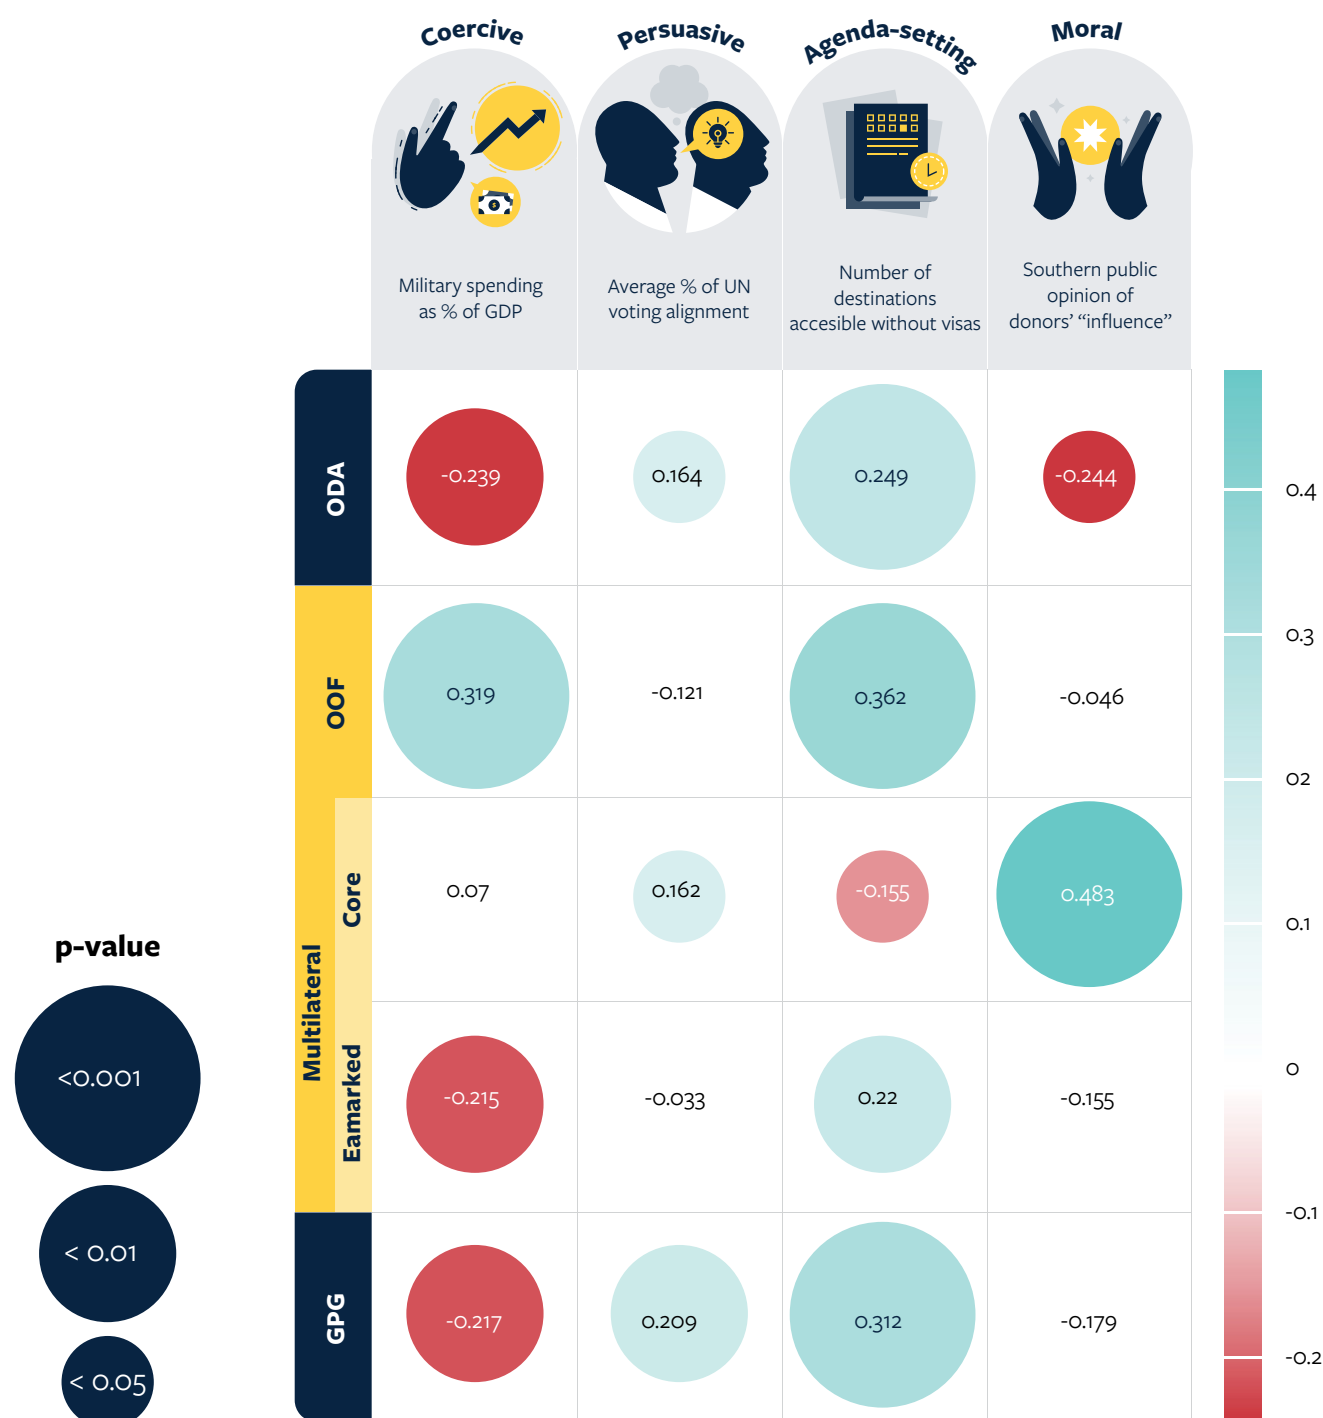 Coercive
Persuasive
Agenda-setting
Moral
Military spending
as % of GDP
Average % of UN
voting alignment
Number of
destinations
accesible without visas
Southern public
opinion of
donors’ “influence”
ODA
-0.239
0.164
0.249
-0.244
OOF
0.319
-0.121
0.362
-0.046
Multilateral
Core
0.07
0.162
-0.155
0.483
Eamarked
-0.215
-0.033
0.22
-0.155
GPG
-0.217
0.209
0.312
-0.179
p-value
<0.001
< 0.01
< 0.05
0.4
0.3
02
0.1
0
-0.1
-0.2